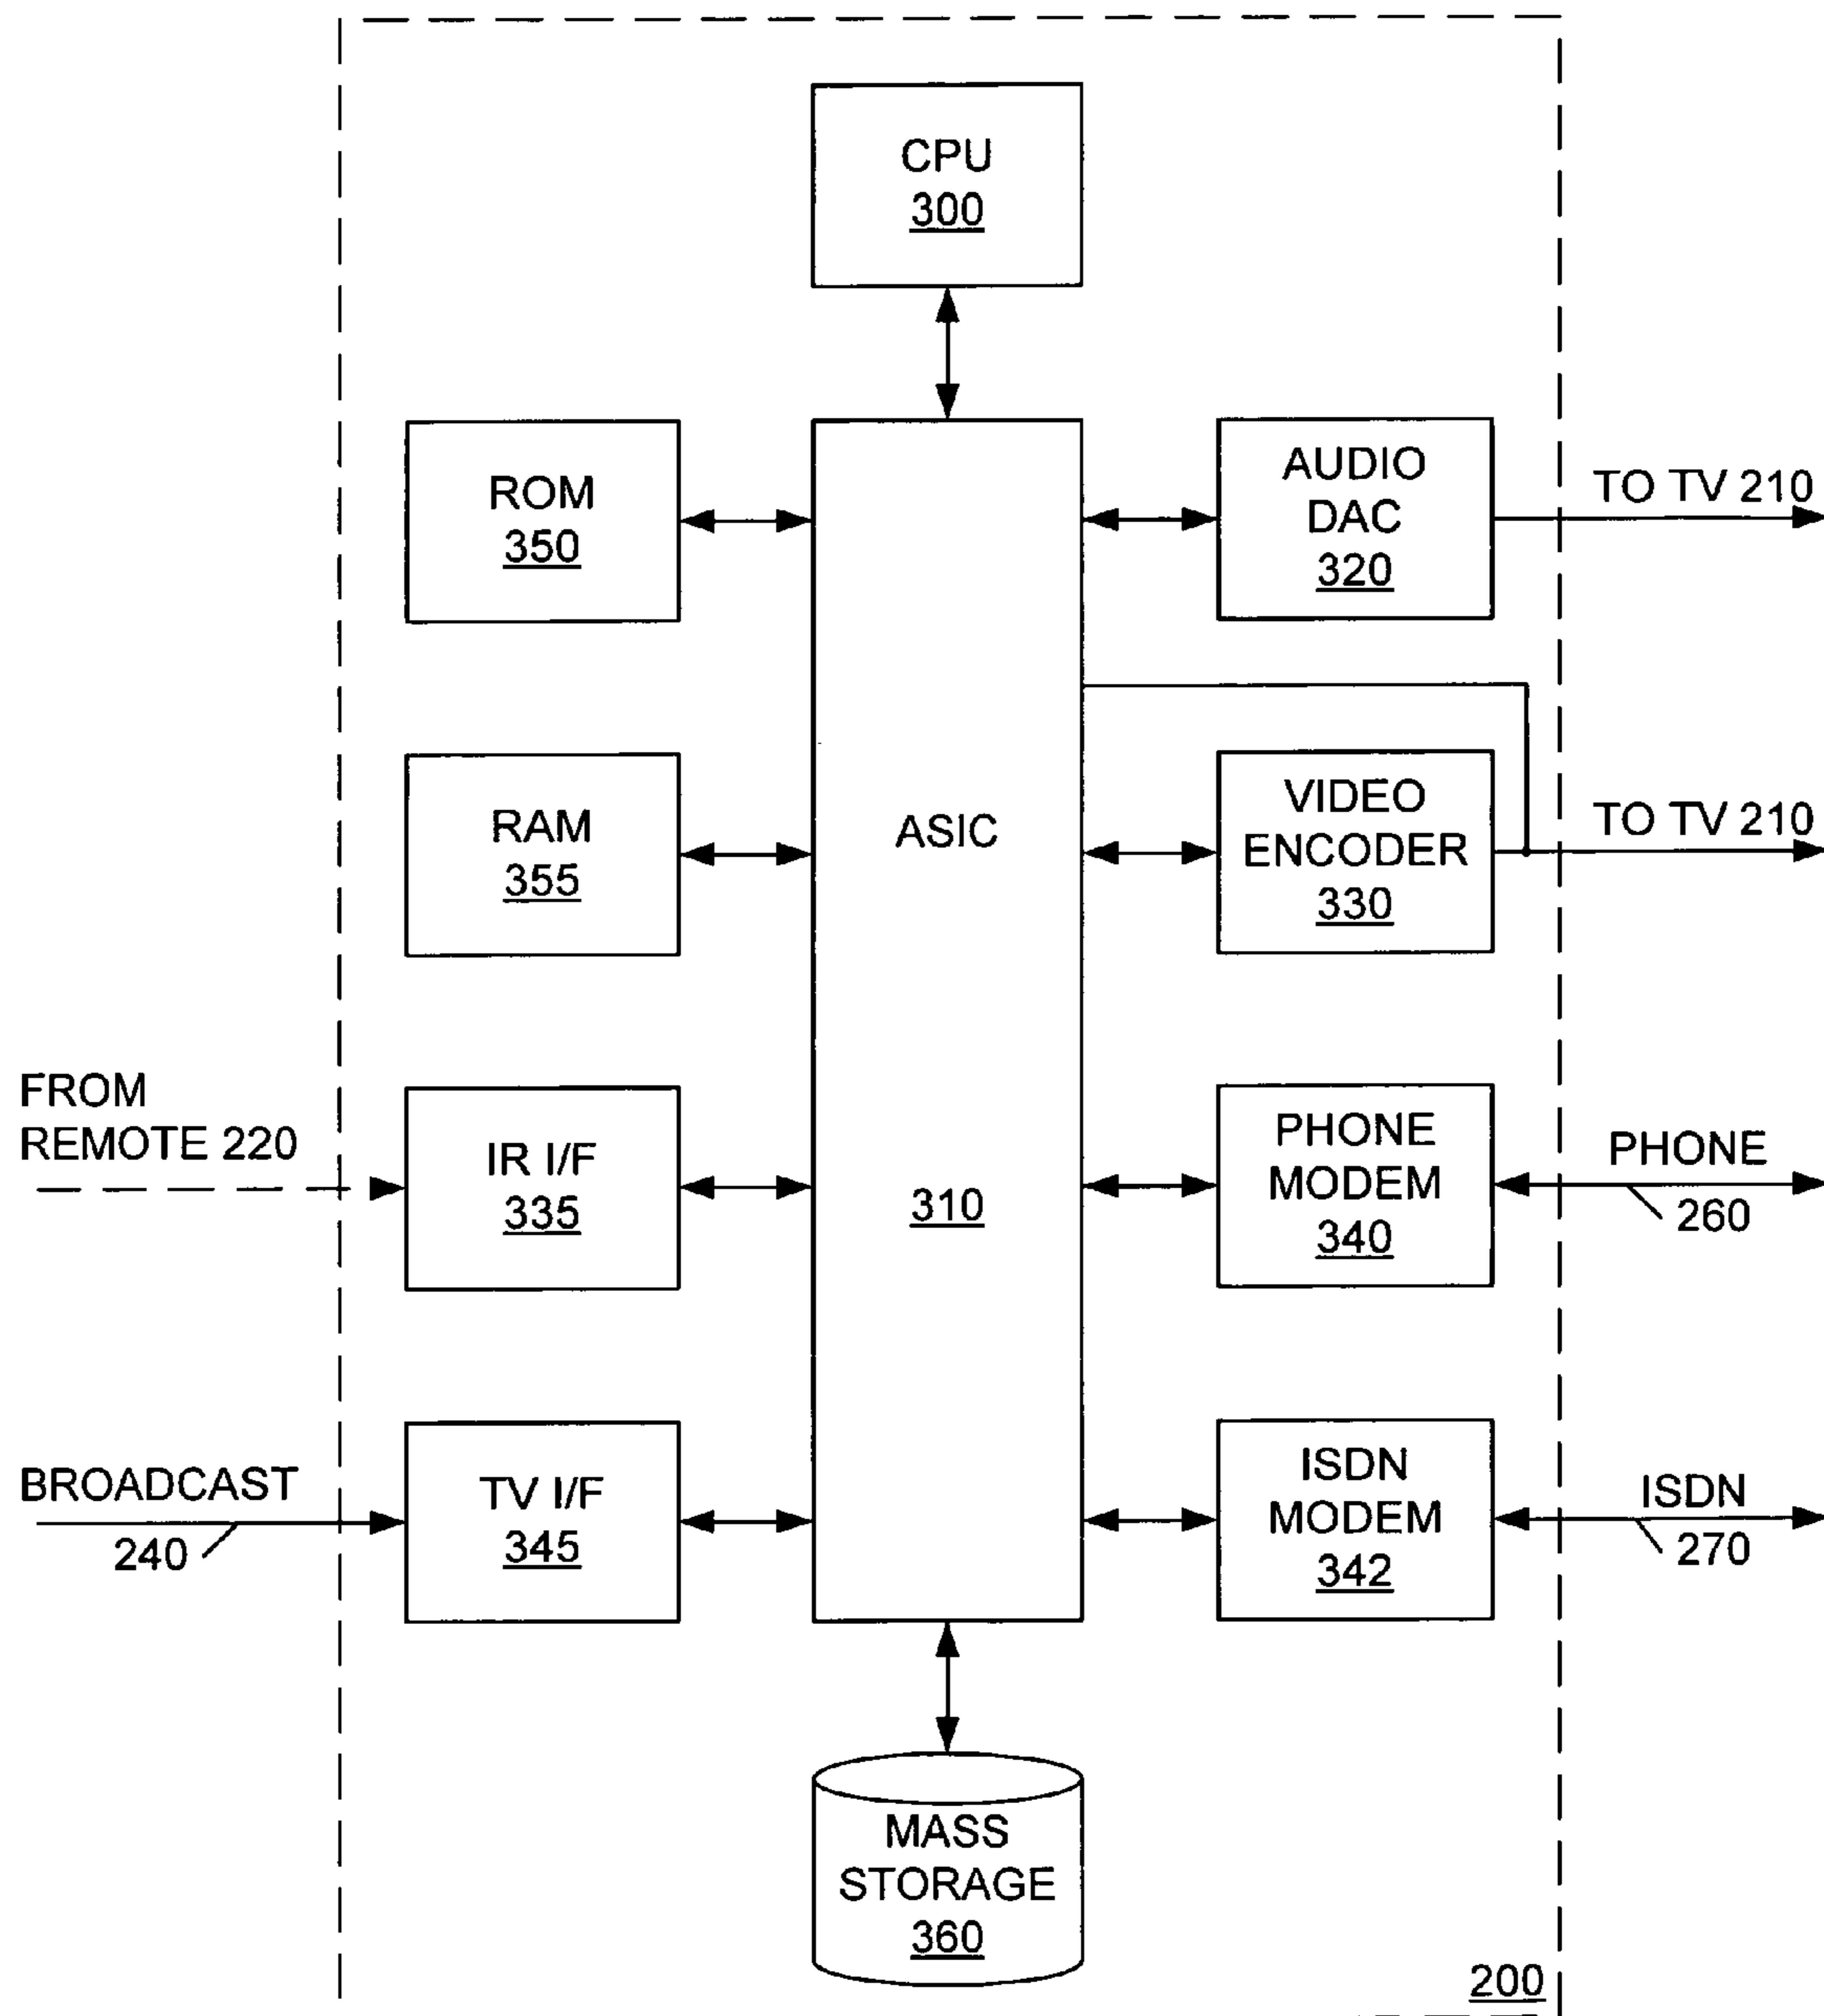 CPU
300
ROM
350
AUDIO
DAC
320
TO TV 210
RAM
355
ASIC
310
VIDEO
ENCODER
330
TO TV 210
FROM
REMOTE 220
IR I/F
335
PHONE
MODEM
340
PHONE
260
BROADCAST
240
TV I/F
345
ISDN
MODEM
342
ISDN
270
MASS
STORAGE
360
200